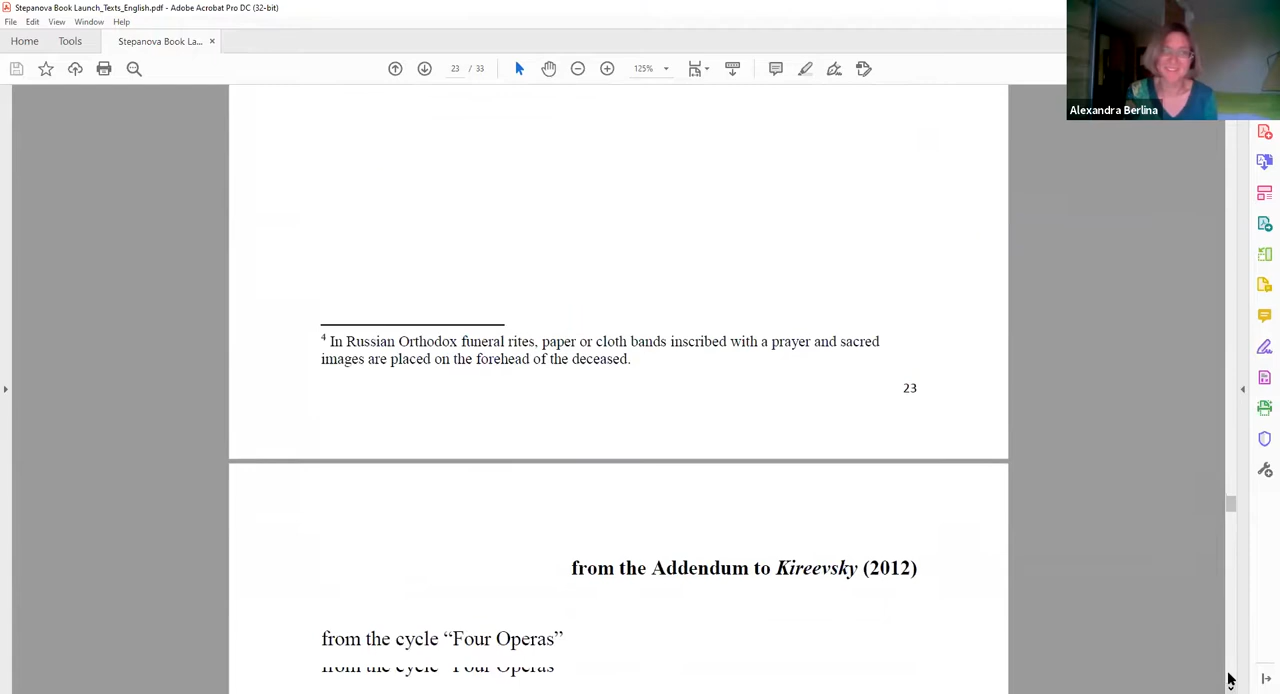 Stepanova Book Launch_Texts_English.pdf - Adobe Acrobat Pro DC (32-bit)
File Edit View Window Help
Home Tools Stepanova Book La... ×
23 / 33 125%
Alexandra Berlina
4 In Russian Orthodox funeral rites, paper or cloth bands inscribed with a prayer and sacred
images are placed on the forehead of the deceased.
23
from the Addendum to Kireevsky (2012)
from the cycle “Four Operas”
from the cycle “Four Operas